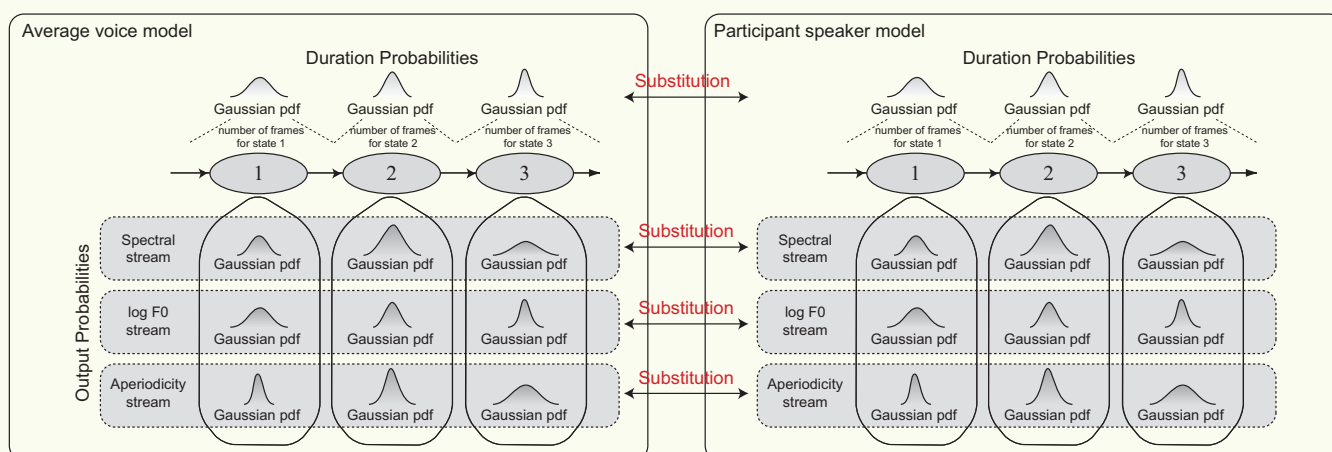 Average voice model
Duration Probabilities
Gaussian pdf Gaussian pdf Gaussian pdf
number of frames for state 1
number of frames for state 2
number of frames for state 3
1 2 3
Output Probabilities
Spectral stream
Gaussian pdf Gaussian pdf Gaussian pdf
log F0 stream
Gaussian pdf Gaussian pdf Gaussian pdf
Aperiodicity stream
Gaussian pdf Gaussian pdf Gaussian pdf
Substitution
Substitution
Substitution
Substitution
Participant speaker model
Duration Probabilities
Gaussian pdf Gaussian pdf Gaussian pdf
number of frames for state 1
number of frames for state 2
number of frames for state 3
1 2 3
Spectral stream
Gaussian pdf Gaussian pdf Gaussian pdf
log F0 stream
Gaussian pdf Gaussian pdf Gaussian pdf
Aperiodicity stream
Gaussian pdf Gaussian pdf Gaussian pdf